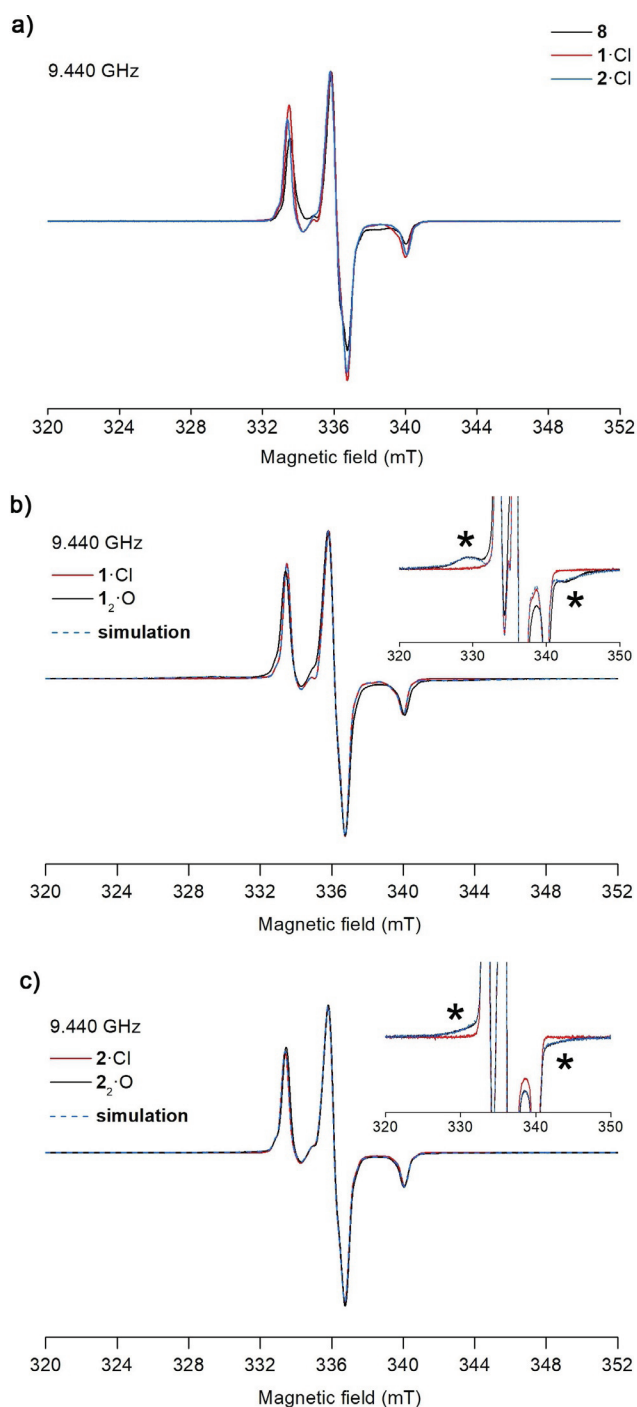 a)
9.440 GHz
8
1·Cl
2·Cl
320 324 328 332 336 340 344 348 352
Magnetic field (mT)
b)
9.440 GHz
1·Cl
1₂·O
simulation
*
*
320 330 340 350
320 324 328 332 336 340 344 348 352
Magnetic field (mT)
c)
9.440 GHz
2·Cl
2₂·O
simulation
*
*
320 330 340 350
320 324 328 332 336 340 344 348 352
Magnetic field (mT)